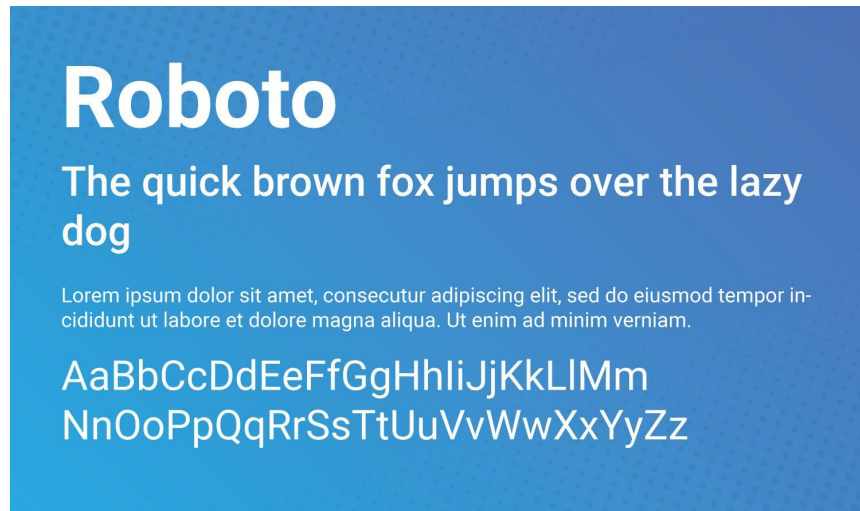 Roboto
The quick brown fox jumps over the lazy
dog
Lorem ipsum dolor sit amet, consecutur adipiscing elit, sed do eiusmod tempor in-
cididunt ut labore et dolore magna aliqua. Ut enim ad minim verniam.
AaBbCcDdEeFfGgHhIiJjKkLlMm
NnOoPpQqRrSsTtUuVvWwXxYyZz